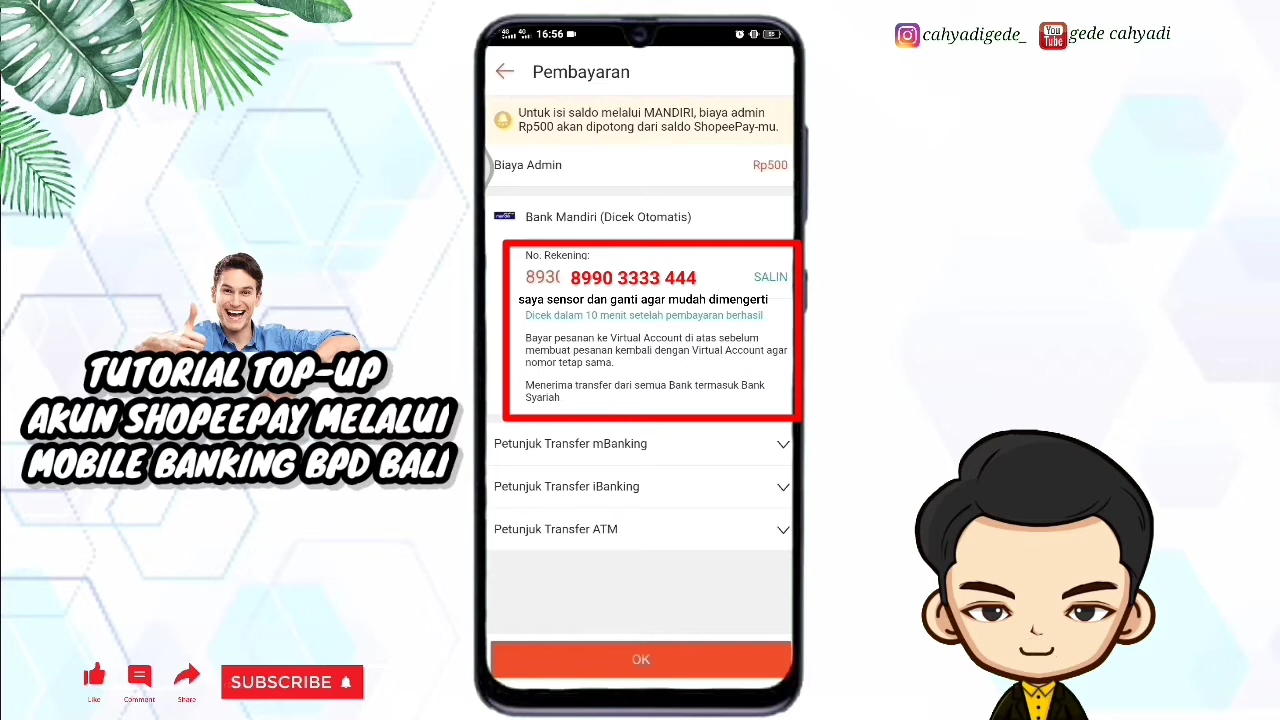 cahyadigede_
You
Tube
gede cahyadi
16:56
Pembayaran
Untuk isi saldo melalui MANDIRI, biaya admin
Rp500 akan dipotong dari saldo ShopeePay-mu.
Biaya Admin
Rp500
Bank Mandiri (Dicek Otomatis)
No. Rekening:
8930 8990 3333 444
SALIN
saya sensor dan ganti agar mudah dimengerti
Dicek dalam 10 menit setelah pembayaran berhasil
Bayar pesanan ke Virtual Account di atas sebelum
membuat pesanan kembali dengan Virtual Account agar
nomor tetap sama.
Menerima transfer dari semua Bank termasuk Bank
Syariah
Petunjuk Transfer mBanking
Petunjuk Transfer iBanking
Petunjuk Transfer ATM
OK
TUTORIAL TOP-UP
AKUN SHOPEEPAY MELALUI
MOBILE BANKING BPD BALI
Like
Comment
Share
SUBSCRIBE